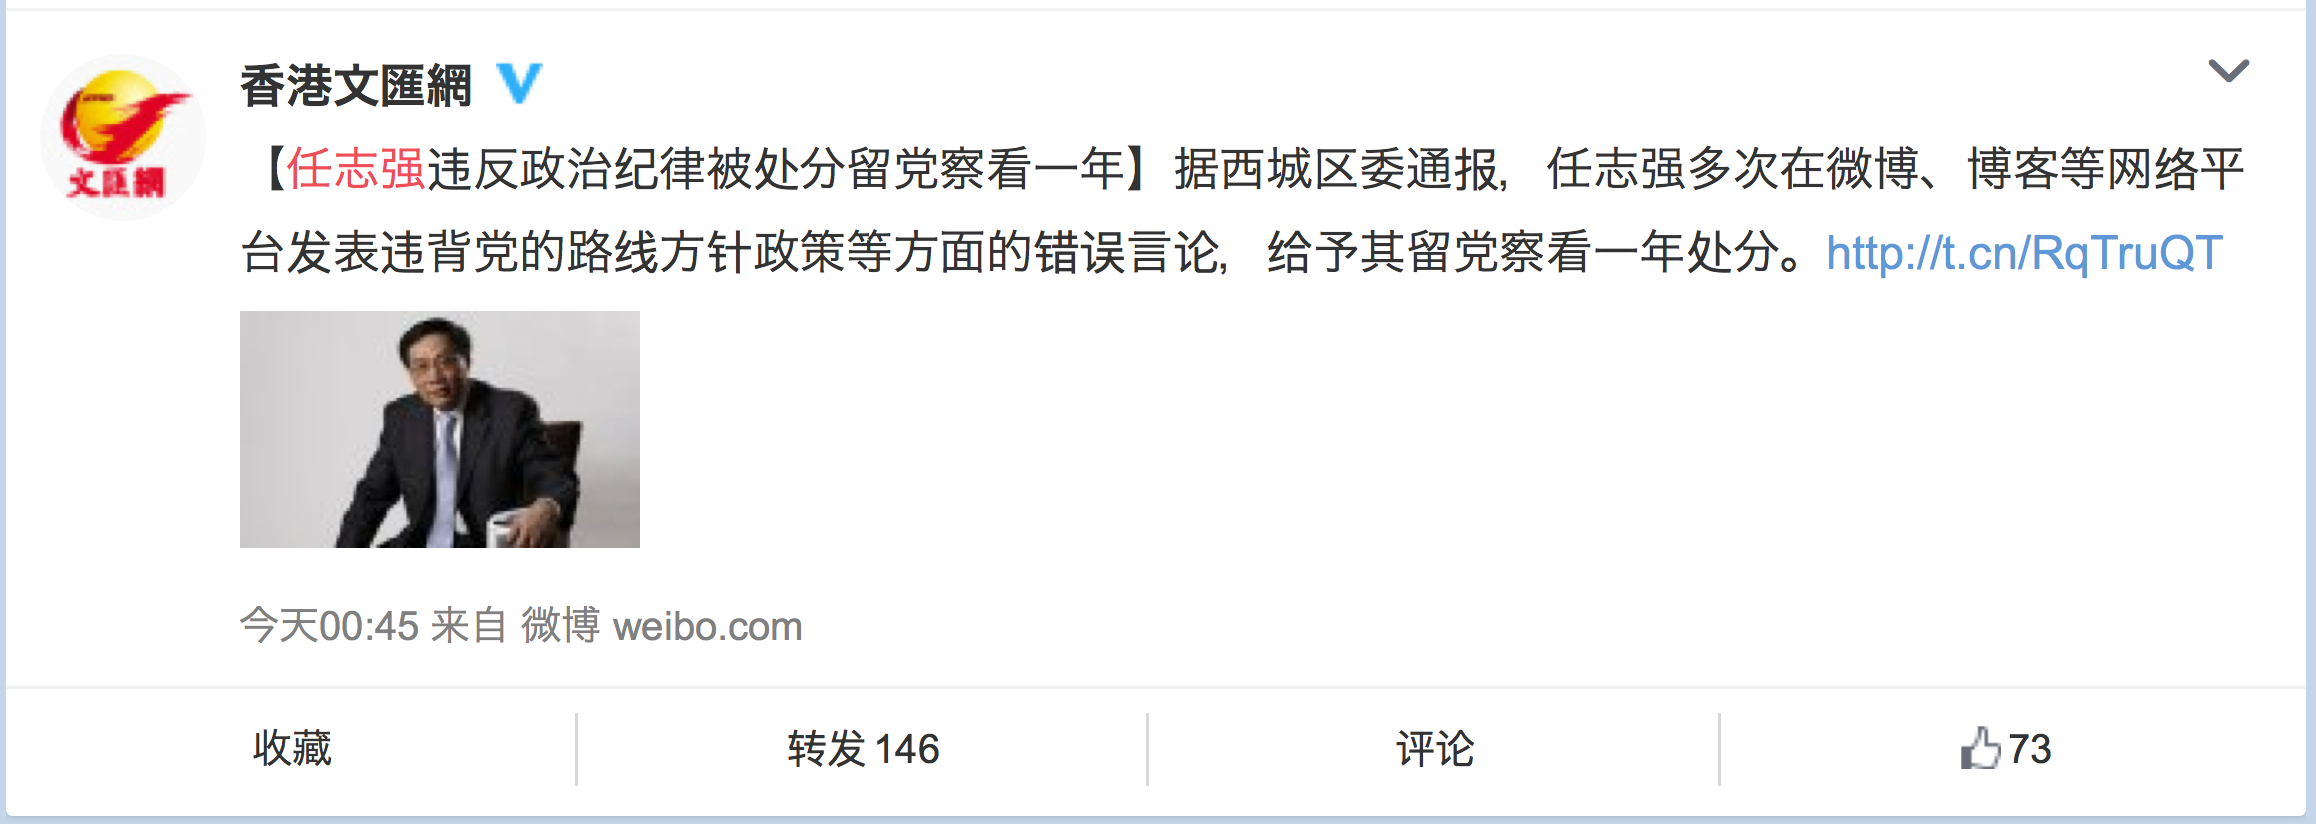 文匯網
香港文匯網
【任志强违反政治纪律被处分留党察看一年】据西城区委通报，任志强多次在微博、博客等网络平
台发表违背党的路线方针政策等方面的错误言论，给予其留党察看一年处分。http://t.cn/RqTruQT
今天00:45 来自 微博 weibo.com
收藏
转发 146
评论
73